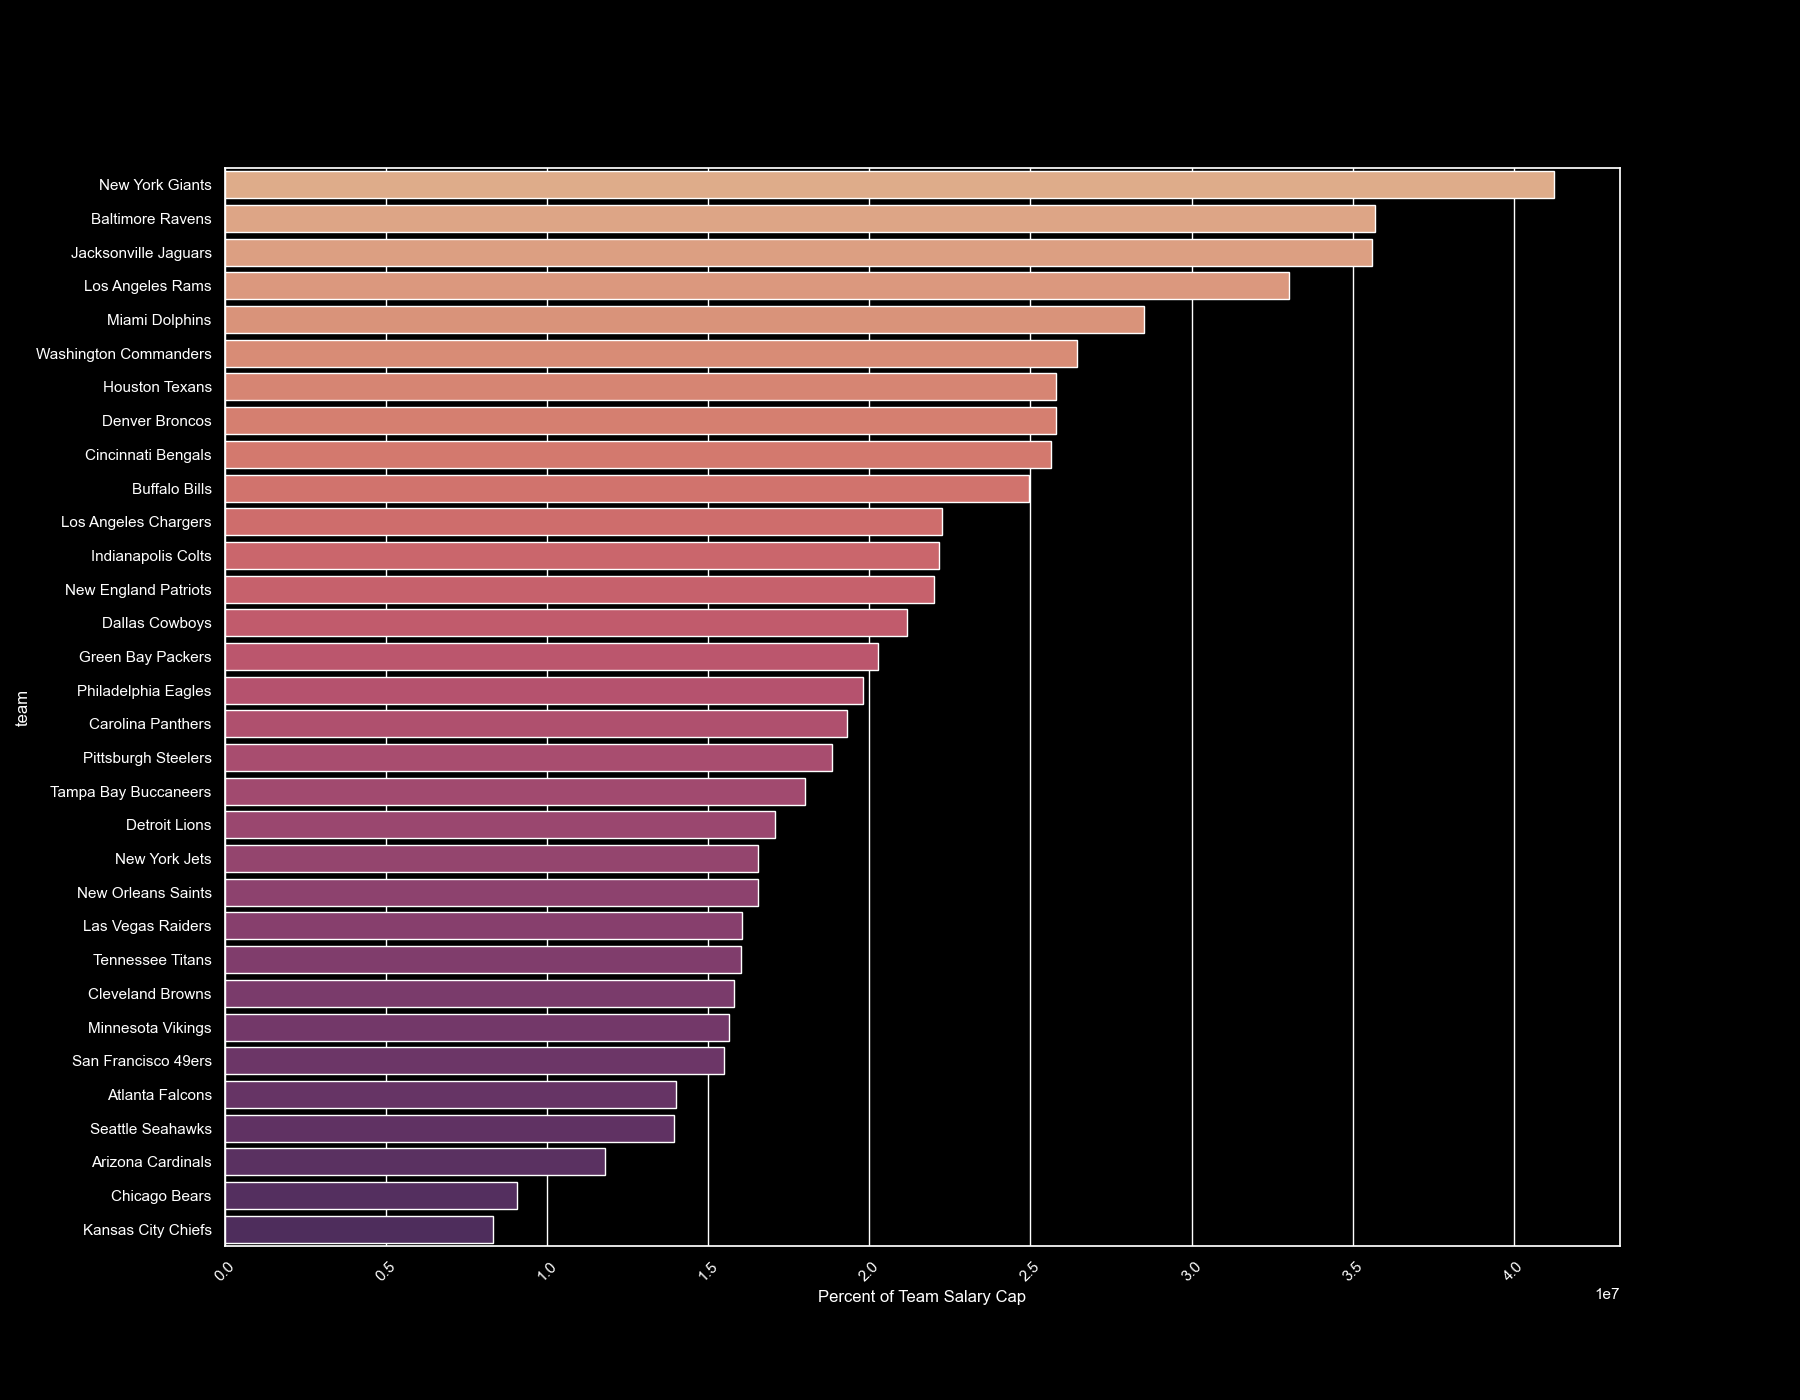 New York Giants
Baltimore Ravens
Jacksonville Jaguars
Los Angeles Rams
Miami Dolphins
Washington Commanders
Houston Texans
Denver Broncos
Cincinnati Bengals
Buffalo Bills
Los Angeles Chargers
Indianapolis Colts
New England Patriots
Dallas Cowboys
Green Bay Packers
Philadelphia Eagles
Carolina Panthers
Pittsburgh Steelers
Tampa Bay Buccaneers
Detroit Lions
New York Jets
New Orleans Saints
Las Vegas Raiders
Tennessee Titans
Cleveland Browns
Minnesota Vikings
San Francisco 49ers
Atlanta Falcons
Seattle Seahawks
Arizona Cardinals
Chicago Bears
Kansas City Chiefs
team
0.0 0.5 1.0 1.5 2.0 2.5 3.0 3.5 4.0
1e7
Percent of Team Salary Cap